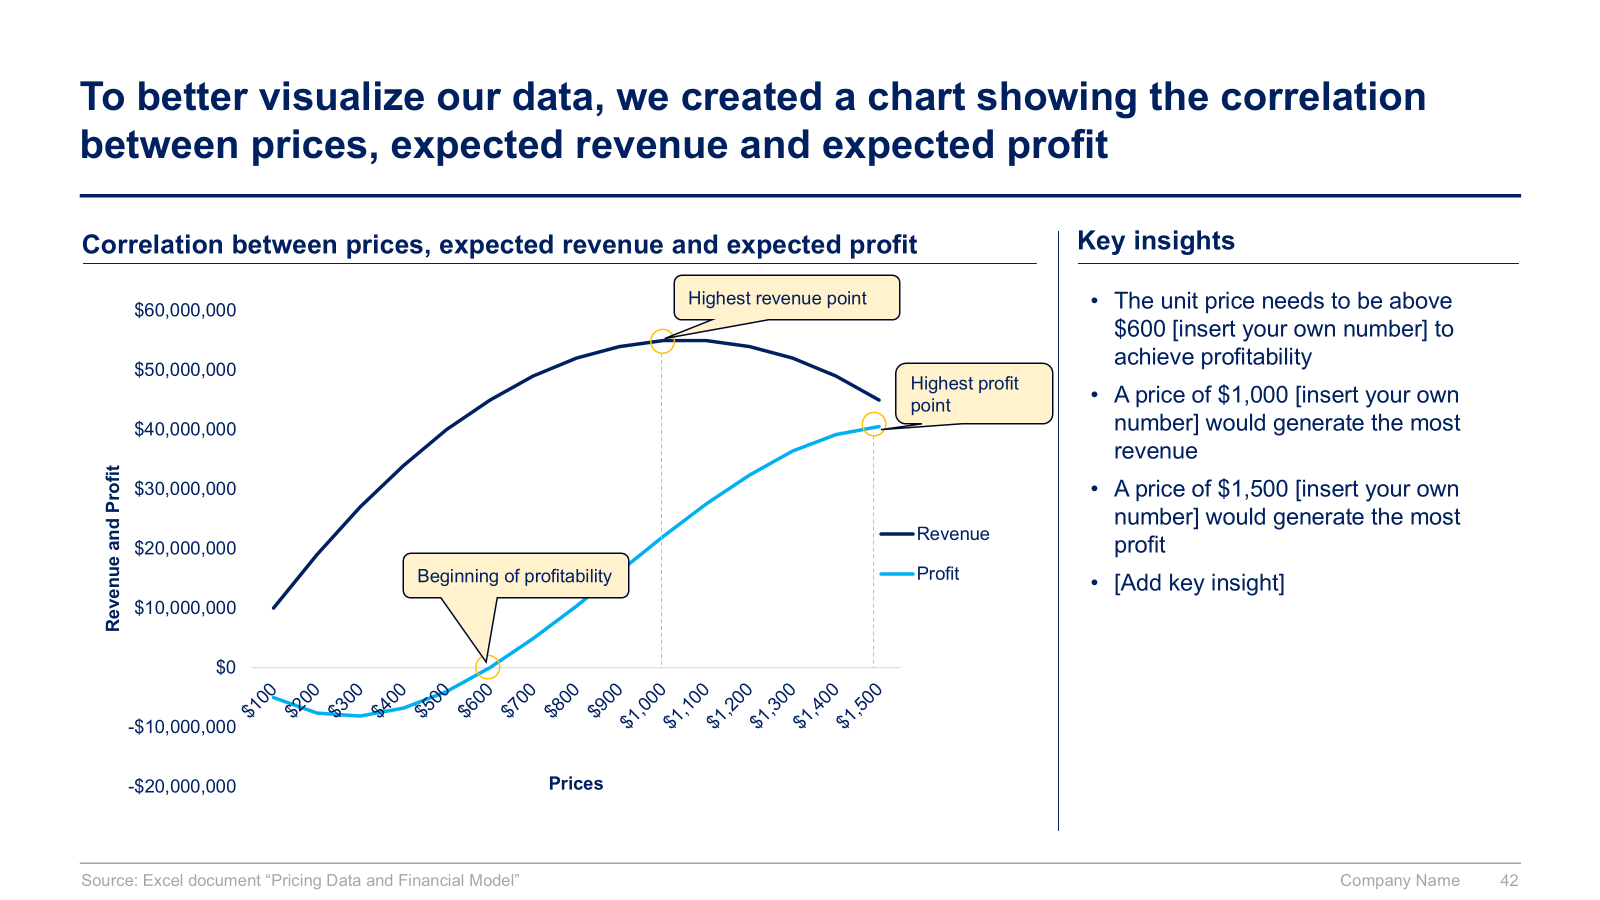 To better visualize our data, we created a chart showing the correlation
between prices, expected revenue and expected profit
Correlation between prices, expected revenue and expected profit
Highest revenue point
$60,000,000
$50,000,000
Highest profit
point
$40,000,000
$30,000,000
Revenue and Profit
$20,000,000
Revenue
Beginning of profitability
Profit
$10,000,000
$0
$100 $200 $300 $400 $500 $600 $700 $800 $900 $1,000 $1,100 $1,200 $1,300 $1,400 $1,500
-$10,000,000
-$20,000,000
Prices
Key insights
• The unit price needs to be above
$600 [insert your own number] to
achieve profitability
• A price of $1,000 [insert your own
number] would generate the most
revenue
• A price of $1,500 [insert your own
number] would generate the most
profit
• [Add key insight]
Source: Excel document “Pricing Data and Financial Model”
Company Name 42